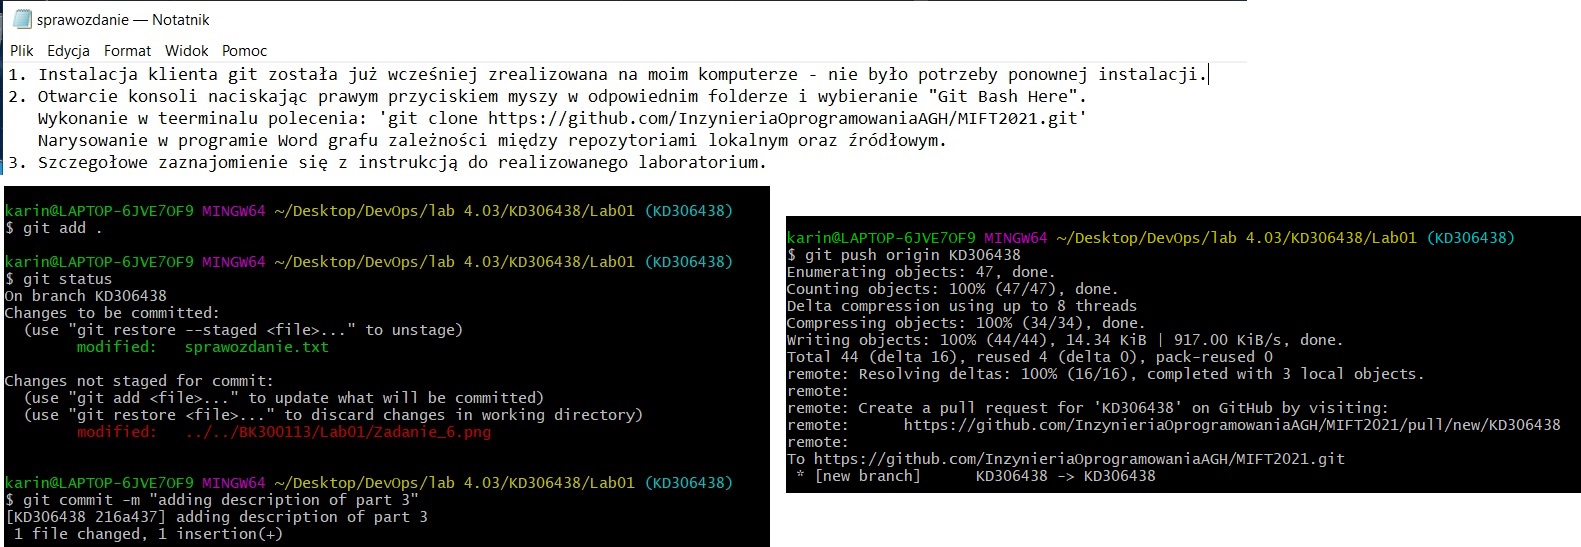 sprawozdanie — Notatnik
Plik Edycja Format Widok Pomoc
1. Instalacja klienta git została już wcześniej zrealizowana na moim komputerze - nie było potrzeby ponownej instalacji.
2. Otwarcie konsoli naciskając prawym przyciskiem myszy w odpowiednim folderze i wybieranie "Git Bash Here".
Wykonanie w teerminalu polecenia: 'git clone https://github.com/InzynieriaOprogramowaniaAGH/MIFT2021.git'
Narysowanie w programie Word grafu zależności między repozytoriami lokalnym oraz źródłowym.
3. Szczegołowe zaznajomienie się z instrukcją do realizowanego laboratorium.
karin@LAPTOP-6JVE7OF9 MINGW64 ~/Desktop/DevOps/lab 4.03/KD306438/Lab01 (KD306438)
$ git add .
karin@LAPTOP-6JVE7OF9 MINGW64 ~/Desktop/DevOps/lab 4.03/KD306438/Lab01 (KD306438)
$ git status
On branch KD306438
Changes to be committed:
(use "git restore --staged <file>..." to unstage)
modified:   sprawozdanie.txt
Changes not staged for commit:
(use "git add <file>..." to update what will be committed)
(use "git restore <file>..." to discard changes in working directory)
modified:   ../../BK300113/Lab01/Zadanie_6.png
karin@LAPTOP-6JVE7OF9 MINGW64 ~/Desktop/DevOps/lab 4.03/KD306438/Lab01 (KD306438)
$ git commit -m "adding description of part 3"
[KD306438 216a437] adding description of part 3
1 file changed, 1 insertion(+)
karin@LAPTOP-6JVE7OF9 MINGW64 ~/Desktop/DevOps/lab 4.03/KD306438/Lab01 (KD306438)
$ git push origin KD306438
Enumerating objects: 47, done.
Counting objects: 100% (47/47), done.
Delta compression using up to 8 threads
Compressing objects: 100% (34/34), done.
Writing objects: 100% (44/44), 14.34 KiB | 917.00 KiB/s, done.
Total 44 (delta 16), reused 4 (delta 0), pack-reused 0
remote: Resolving deltas: 100% (16/16), completed with 3 local objects.
remote:
remote: Create a pull request for 'KD306438' on GitHub by visiting:
remote:      https://github.com/InzynieriaOprogramowaniaAGH/MIFT2021/pull/new/KD306438
remote:
To https://github.com/InzynieriaOprogramowaniaAGH/MIFT2021.git
* [new branch]      KD306438 -> KD306438